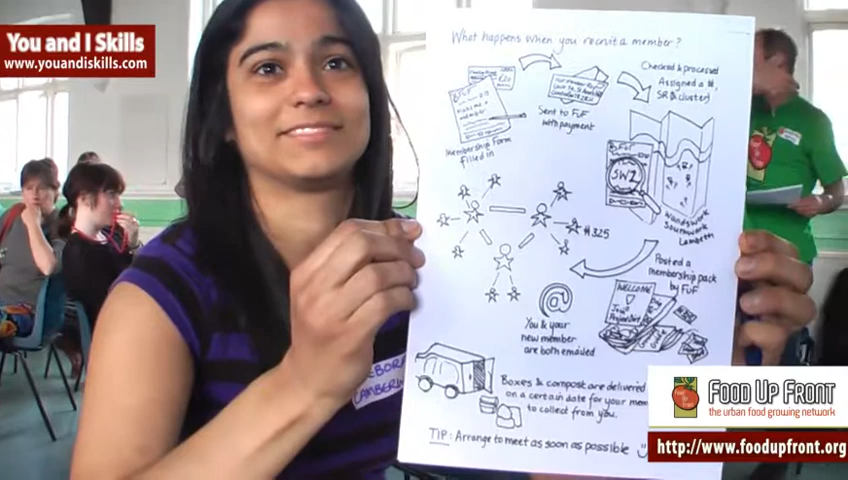 You and I Skills
www.youandiskills.com
What happens when you recruit a member?
Checked & processed
Assigned a #,
SR & cluster
Sent to FUF
with payment
Membership Form
filled in
FUF
SW2
Wandsworth
Southwark
Lambeth
#325
Posted a
membership pack
by FUF
WELCOME
@
You & your
new member
are both emailed
Boxes & compost are delivered
on a certain date for your mem
to collect from you.
TIP: Arrange to meet as soon as possible
FOOD UP FRONT
the urban food growing network
http://www.foodupfront.org